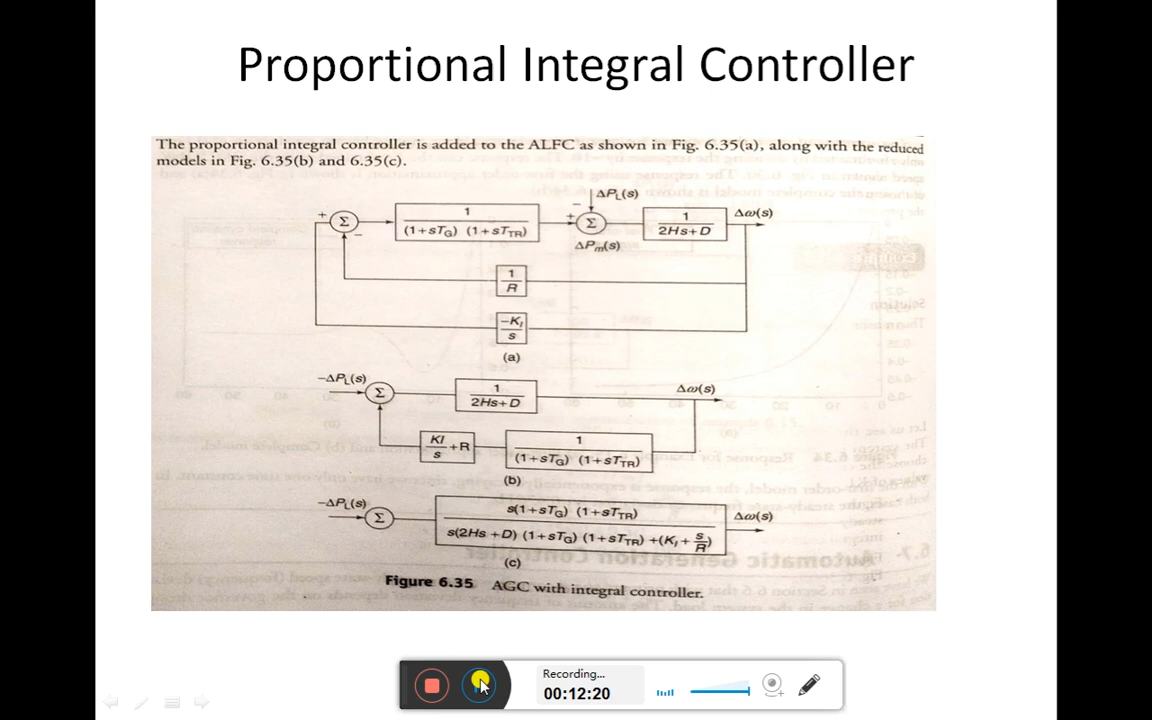 Proportional Integral Controller
The proportional integral controller is added to the ALFC as shown in Fig. 6.35(a), along with the reduced
models in Fig. 6.35(b) and 6.35(c).
ΔPL(s)
+
Σ
−
1
(1+sTG) (1+sTTR)
−
+
Σ
ΔPm(s)
1
2Hs+D
Δω(s)
1
R
−KI
s
(a)
−ΔPL(s)
Σ
1
2Hs+D
Δω(s)
KI
s
+R
1
(1+sTG) (1+sTTR)
(b)
−ΔPL(s)
Σ
s(1+sTG) (1+sTTR)
s(2Hs +D) (1+sTG) (1+sTTR) +(KI + s/R)
Δω(s)
(c)
Figure 6.35 AGC with integral controller.
Recording...
00:12:20